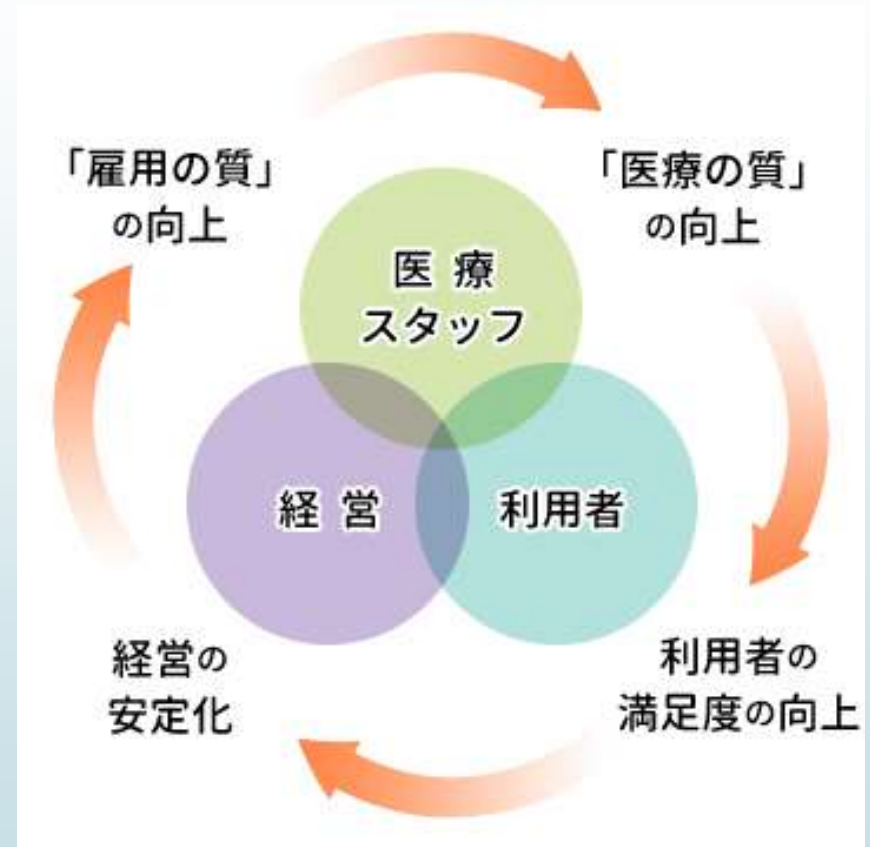 「雇用の質」
の向上
「医療の質」
の向上
医療
スタッフ
経営
利用者
経営の
安定化
利用者の
満足度の向上